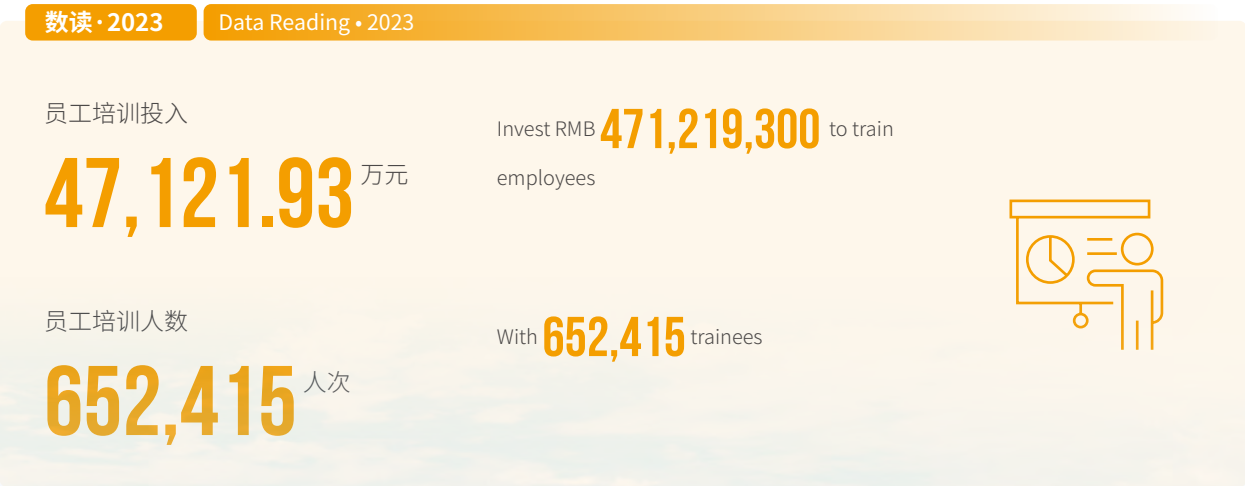 数读·2023
Data Reading • 2023
员工培训投入
47,121.93 万元
Invest RMB 471,219,300 to train
employees
员工培训人数
652,415 人次
With 652,415 trainees